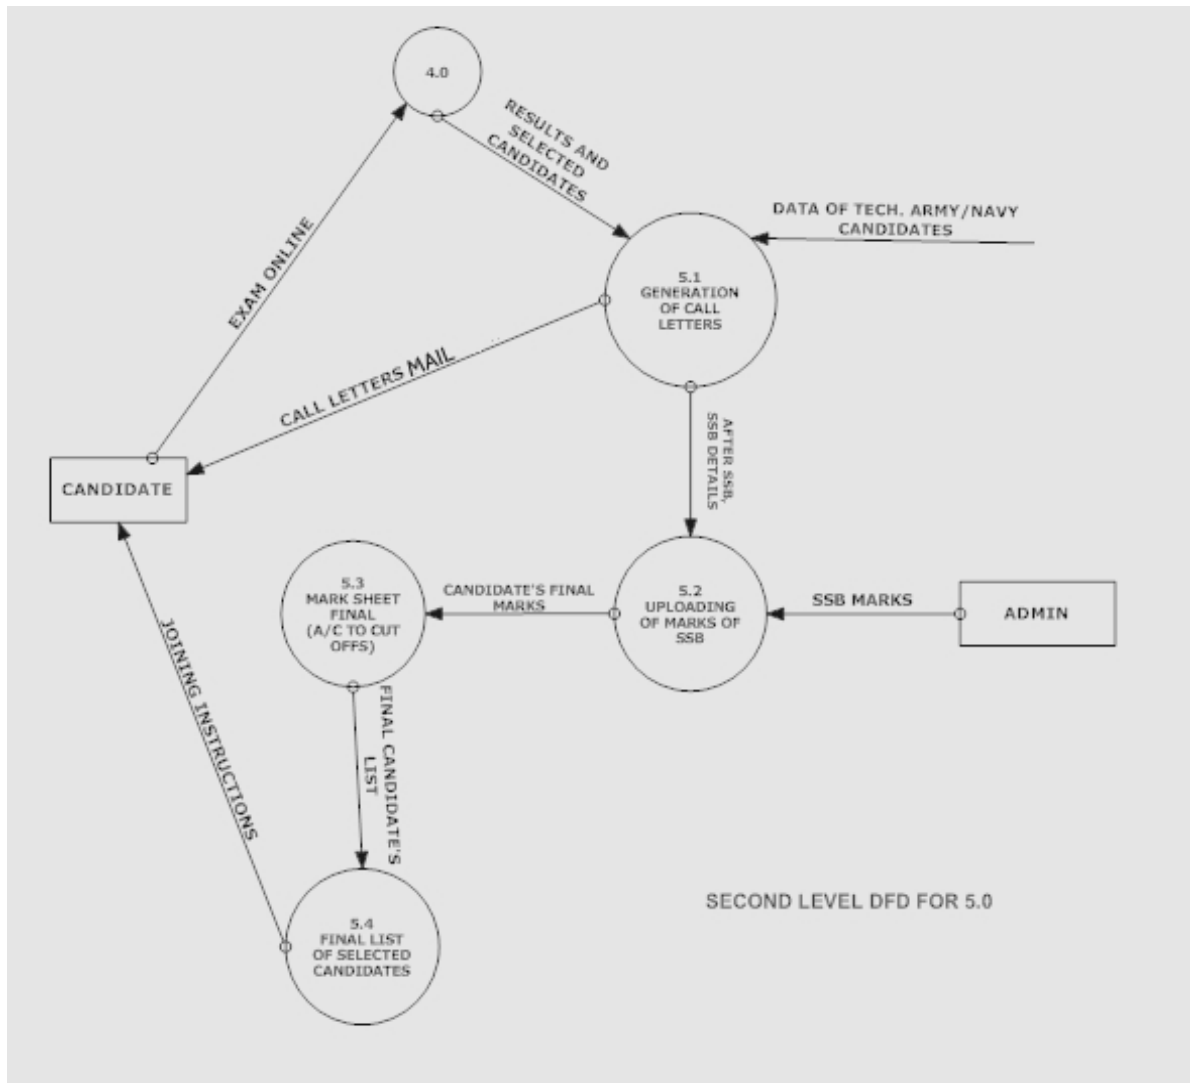 4.0
RESULTS AND
SELECTED
CANDIDATES
DATA OF TECH. ARMY/NAVY
CANDIDATES
EXAM ONLINE
5.1
GENERATION
OF CALL
LETTERS
CALL LETTERS MAIL
AFTER SSB,
SSB DETAILS
CANDIDATE
5.3
MARK SHEET
FINAL
(A/C TO CUT
OFFS)
CANDIDATE'S FINAL
MARKS
5.2
UPLOADING
OF MARKS OF
SSB
SSB MARKS
ADMIN
JOINING INSTRUCTIONS
FINAL CANDIDATE'S
LIST
5.4
FINAL LIST
OF SELECTED
CANDIDATES
SECOND LEVEL DFD FOR 5.0